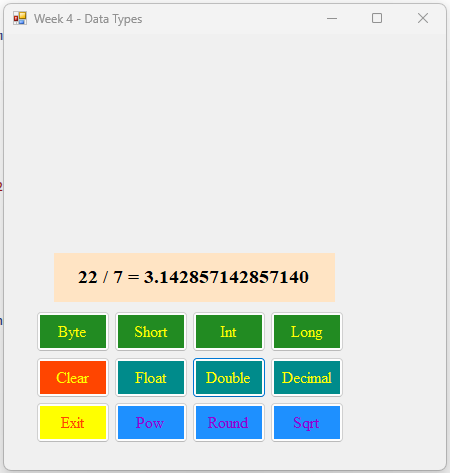 Week 4 - Data Types
22 / 7 = 3.142857142857140
Byte Short Int Long
Clear Float Double Decimal
Exit Pow Round Sqrt